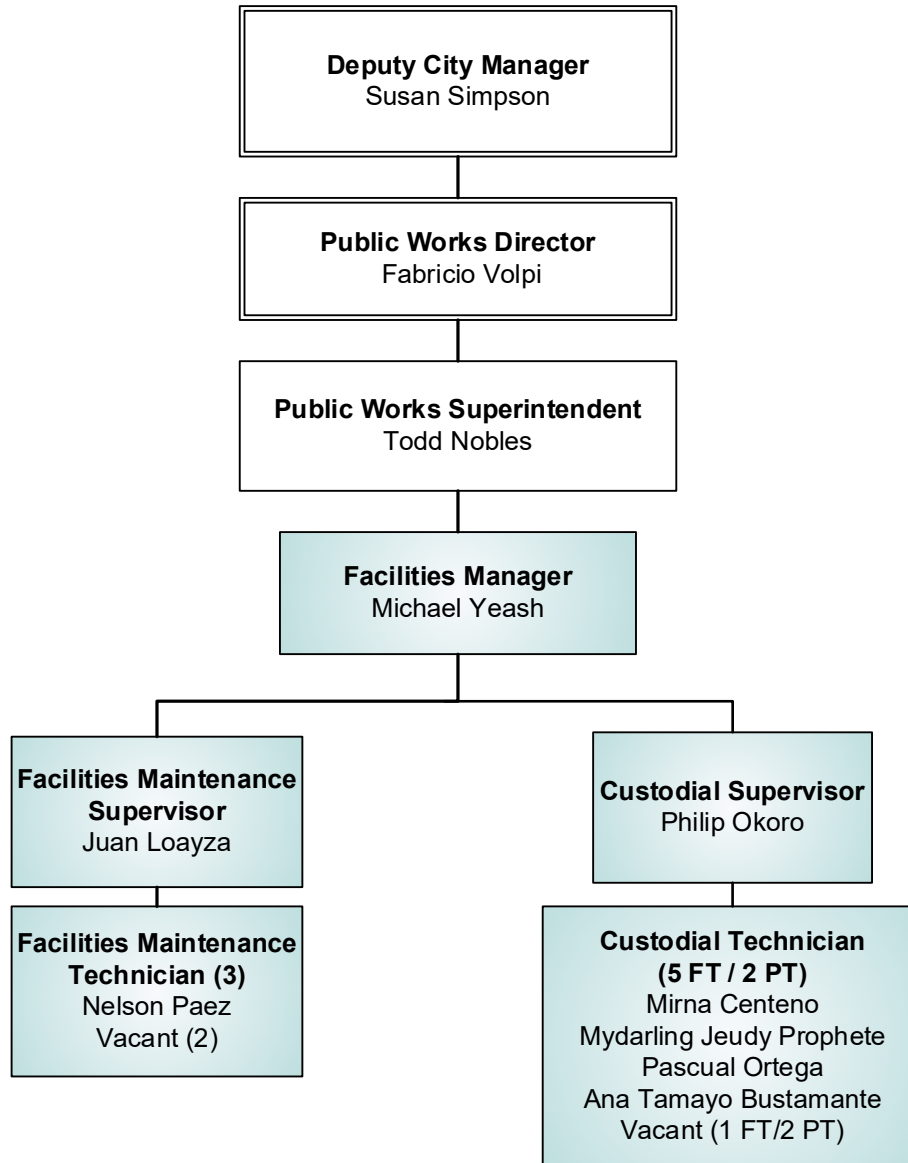 Deputy City Manager
Susan Simpson
Public Works Director
Fabricio Volpi
Public Works Superintendent
Todd Nobles
Facilities Manager
Michael Yeash
Facilities Maintenance
Supervisor
Juan Loayza
Facilities Maintenance
Technician (3)
Nelson Paez
Vacant (2)
Custodial Supervisor
Philip Okoro
Custodial Technician
(5 FT / 2 PT)
Mirna Centeno
Mydarling Jeudy Prophete
Pascual Ortega
Ana Tamayo Bustamante
Vacant (1 FT/2 PT)